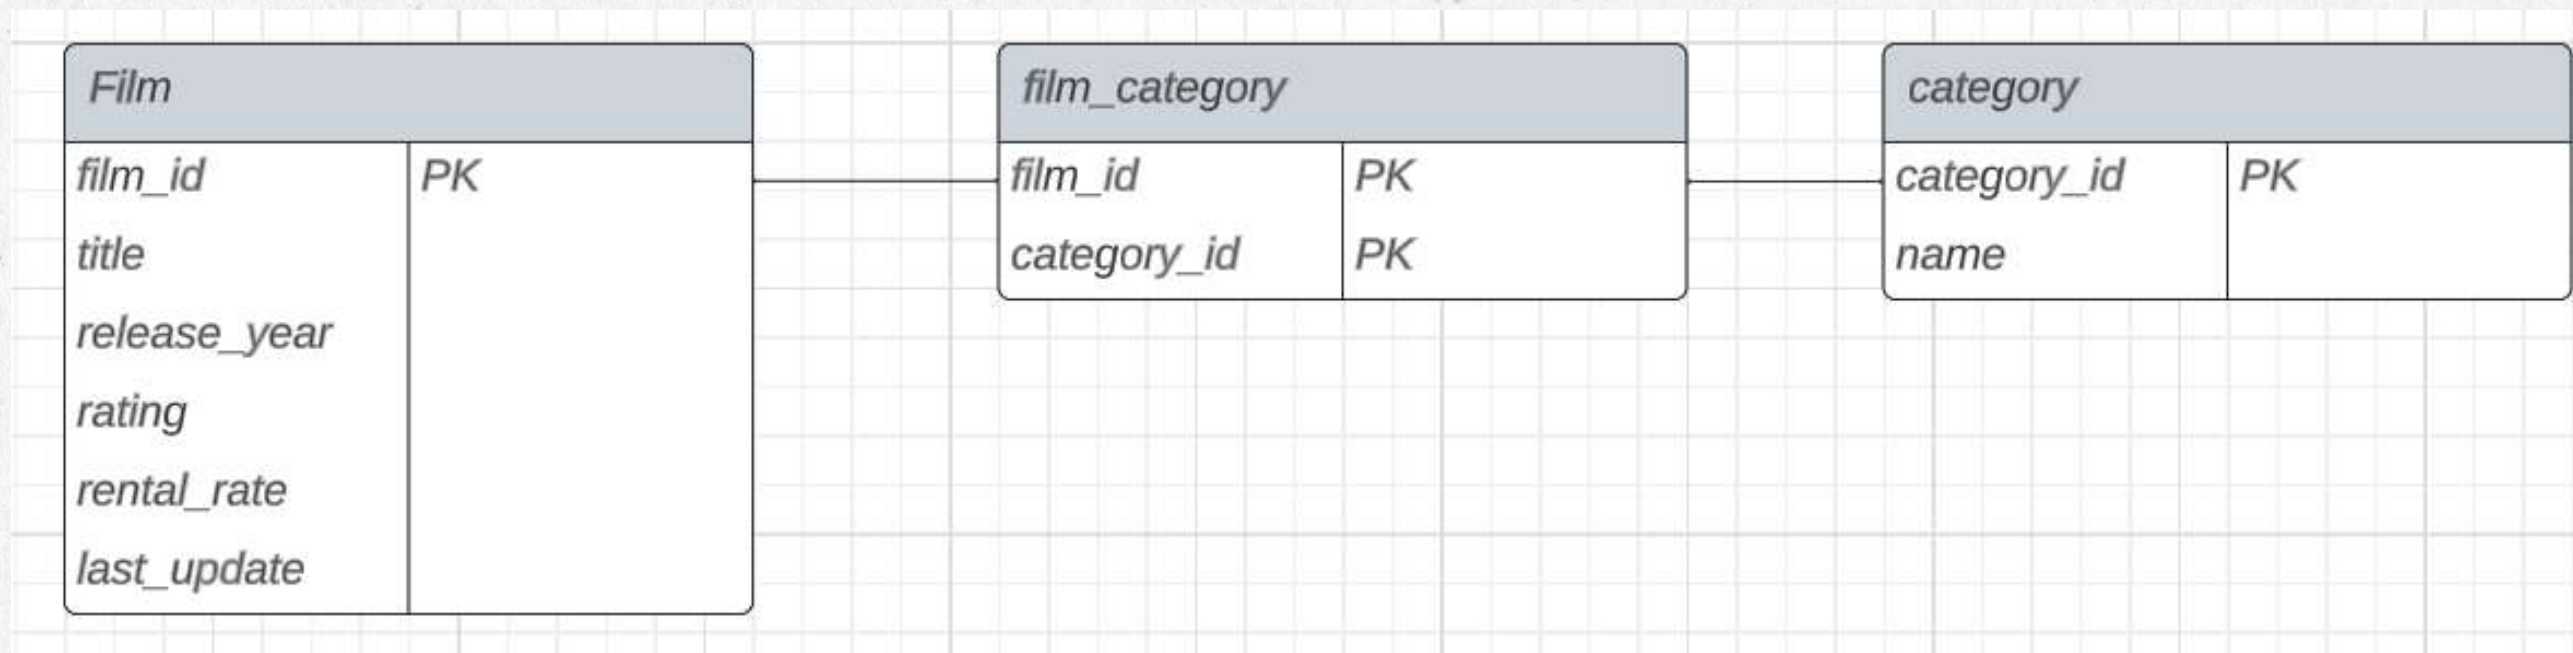 Film
film_id PK
title
release_year
rating
rental_rate
last_update
film_category
film_id PK
category_id PK
category
category_id PK
name